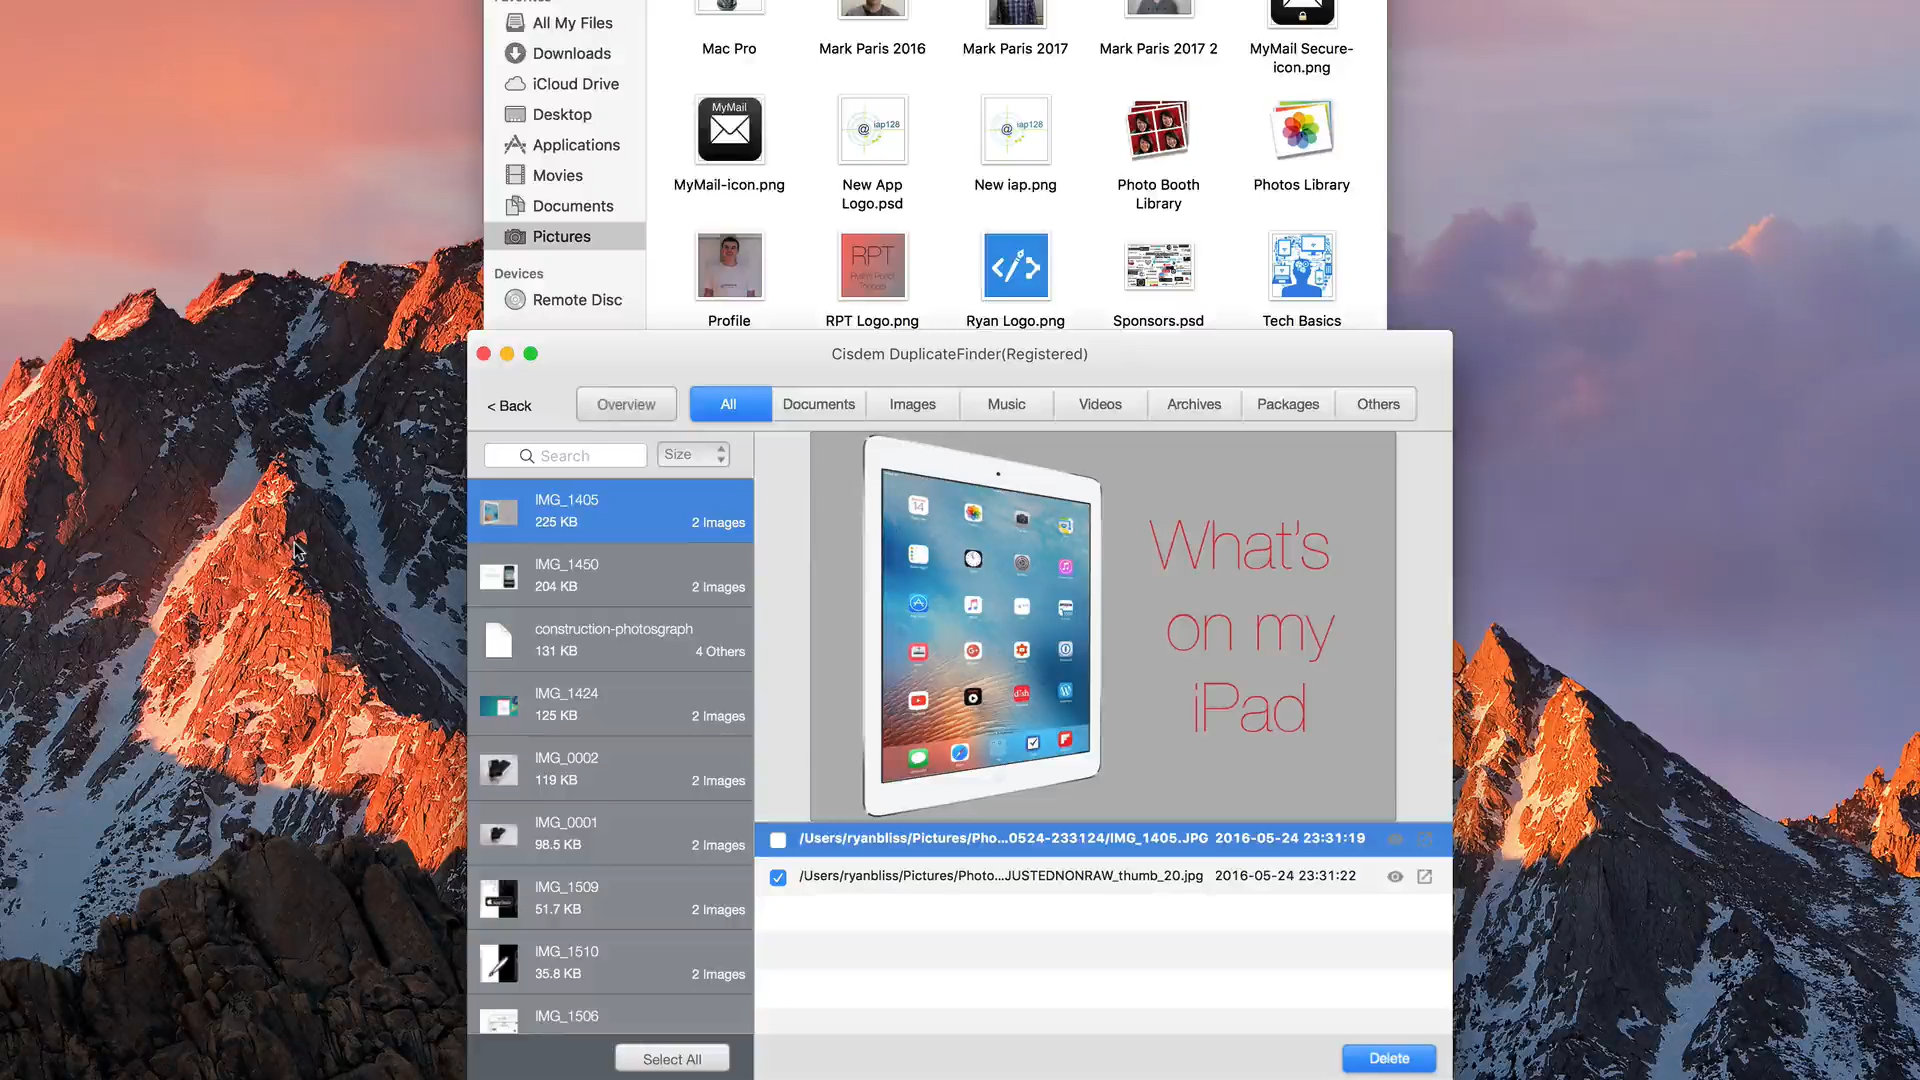 All My Files
Downloads
iCloud Drive
Desktop
Applications
Movies
Documents
Pictures
Devices
Remote Disc
Mac Pro
Mark Paris 2016
Mark Paris 2017
Mark Paris 2017 2
MyMail Secure-
icon.png
MyMail
MyMail-icon.png
@ iap128
New App
Logo.psd
@ iap128
New iap.png
Photo Booth
Library
Photos Library
Profile
RPT
RPT Logo.png
Ryan Logo.png
Sponsors.psd
Tech Basics
Cisdem DuplicateFinder(Registered)
< Back
Overview
All
Documents
Images
Music
Videos
Archives
Packages
Others
Search
Size
IMG_1405
225 KB 2 Images
IMG_1450
204 KB 2 Images
construction-photosgraph
131 KB 4 Others
IMG_1424
125 KB 2 Images
IMG_0002
119 KB 2 Images
IMG_0001
98.5 KB 2 Images
IMG_1509
51.7 KB 2 Images
IMG_1510
35.8 KB 2 Images
IMG_1506
Select All
14
dish
What's
on my
iPad
/Users/ryanbliss/Pictures/Pho...0524-233124/IMG_1405.JPG 2016-05-24 23:31:19
/Users/ryanbliss/Pictures/Photo...JUSTEDNONRAW_thumb_20.jpg 2016-05-24 23:31:22
Delete